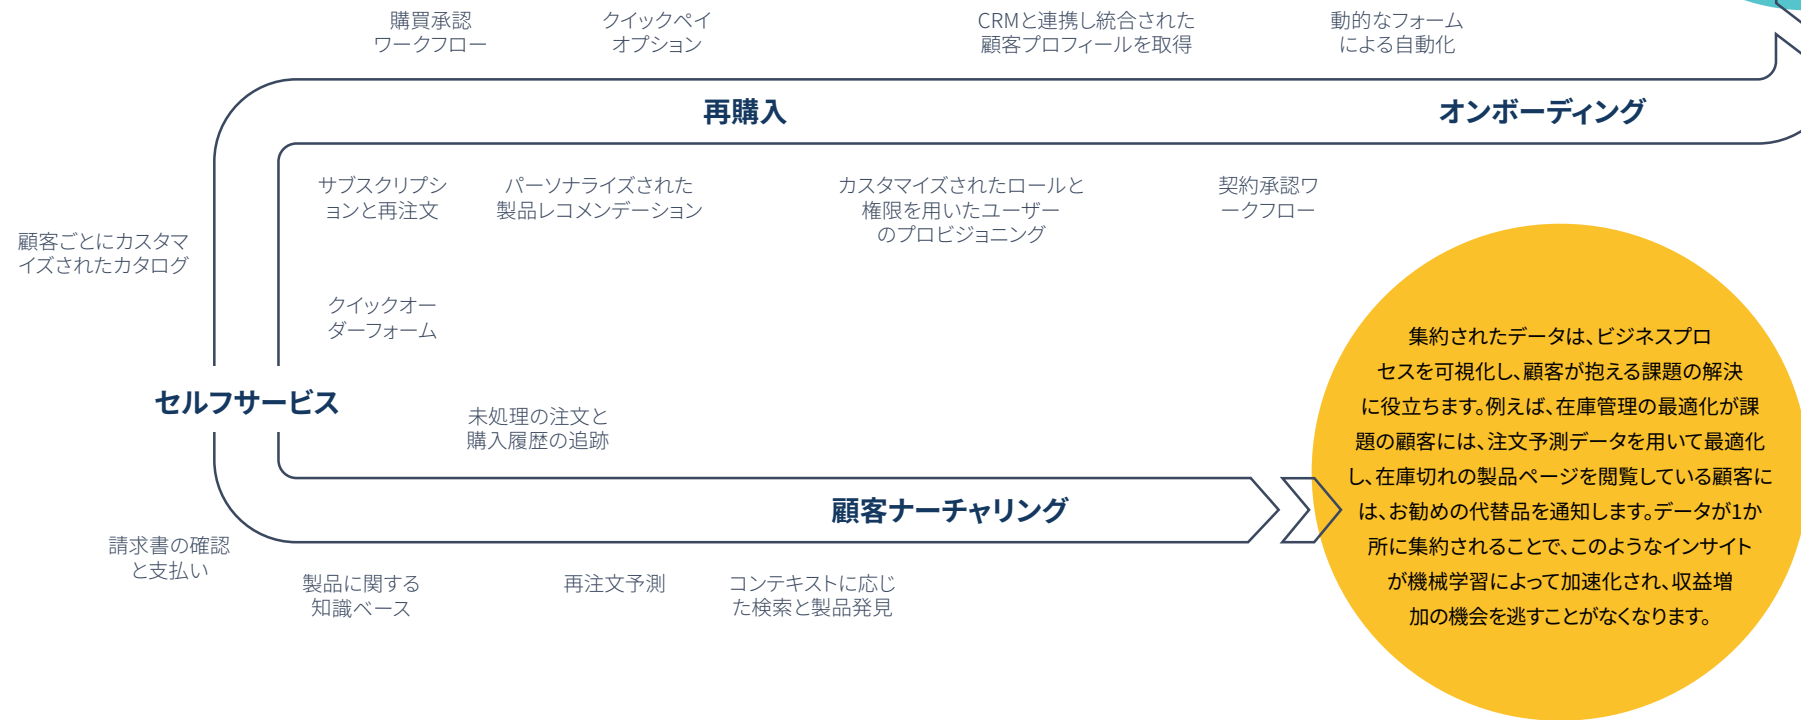 購買承認
ワークフロー
クイックペイ
オプション
CRMと連携し統合された
顧客プロフィールを取得
動的なフォーム
による自動化
再購入
オンボーディング
サブスクリプシ
ョンと再注文
パーソナライズされた
製品レコメンデーション
カスタマイズされたロールと
権限を用いたユーザー
のプロビジョニング
契約承認ワ
ークフロー
顧客ごとにカスタマ
イズされたカタログ
クイックオー
ダーフォーム
セルフサービス
未処理の注文と
購入履歴の追跡
顧客ナーチャリング
請求書の確認
と支払い
製品に関する
知識ベース
再注文予測
コンテキストに応じ
た検索と製品発見
集約されたデータは、ビジネスプロ
セスを可視化し、顧客が抱える課題の解決
に役立ちます。例えば、在庫管理の最適化が課
題の顧客には、注文予測データを用いて最適化
し、在庫切れの製品ページを閲覧している顧客に
は、お勧めの代替品を通知します。データが1か
所に集約されることで、このようなインサイト
が機械学習によって加速化され、収益増
加の機会を逃すことがなくなります。